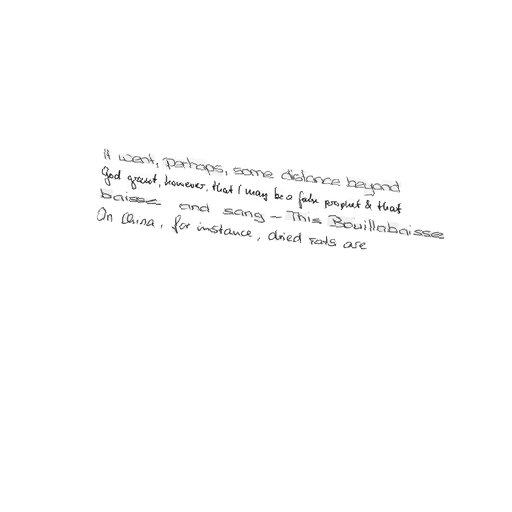 It went, perhaps, some distance beyond
God grant, however, that I may be a false prophet & that
baisse and sang - This Bouillabaisse
On China, for instance, dried rats are